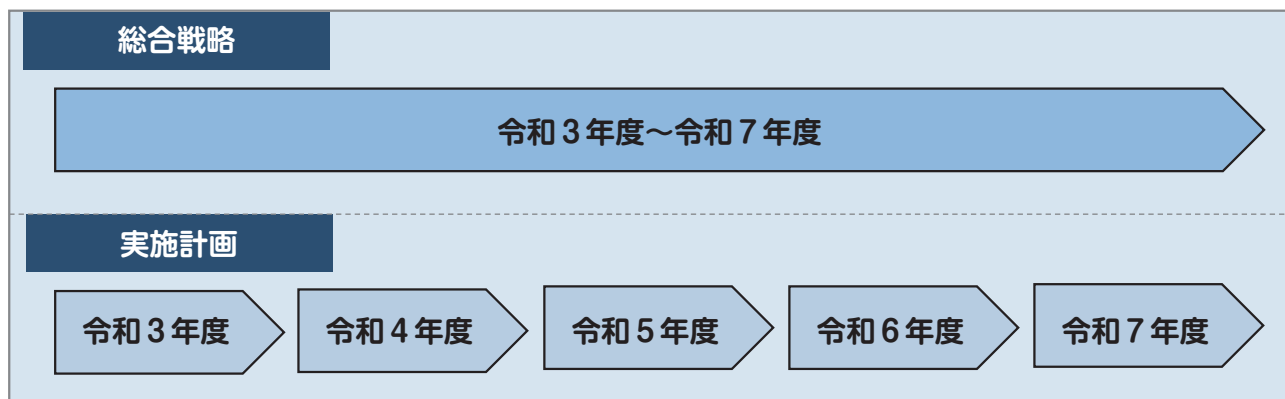 総合戦略
令和３年度～令和７年度
実施計画
令和３年度
令和４年度
令和５年度
令和６年度
令和７年度